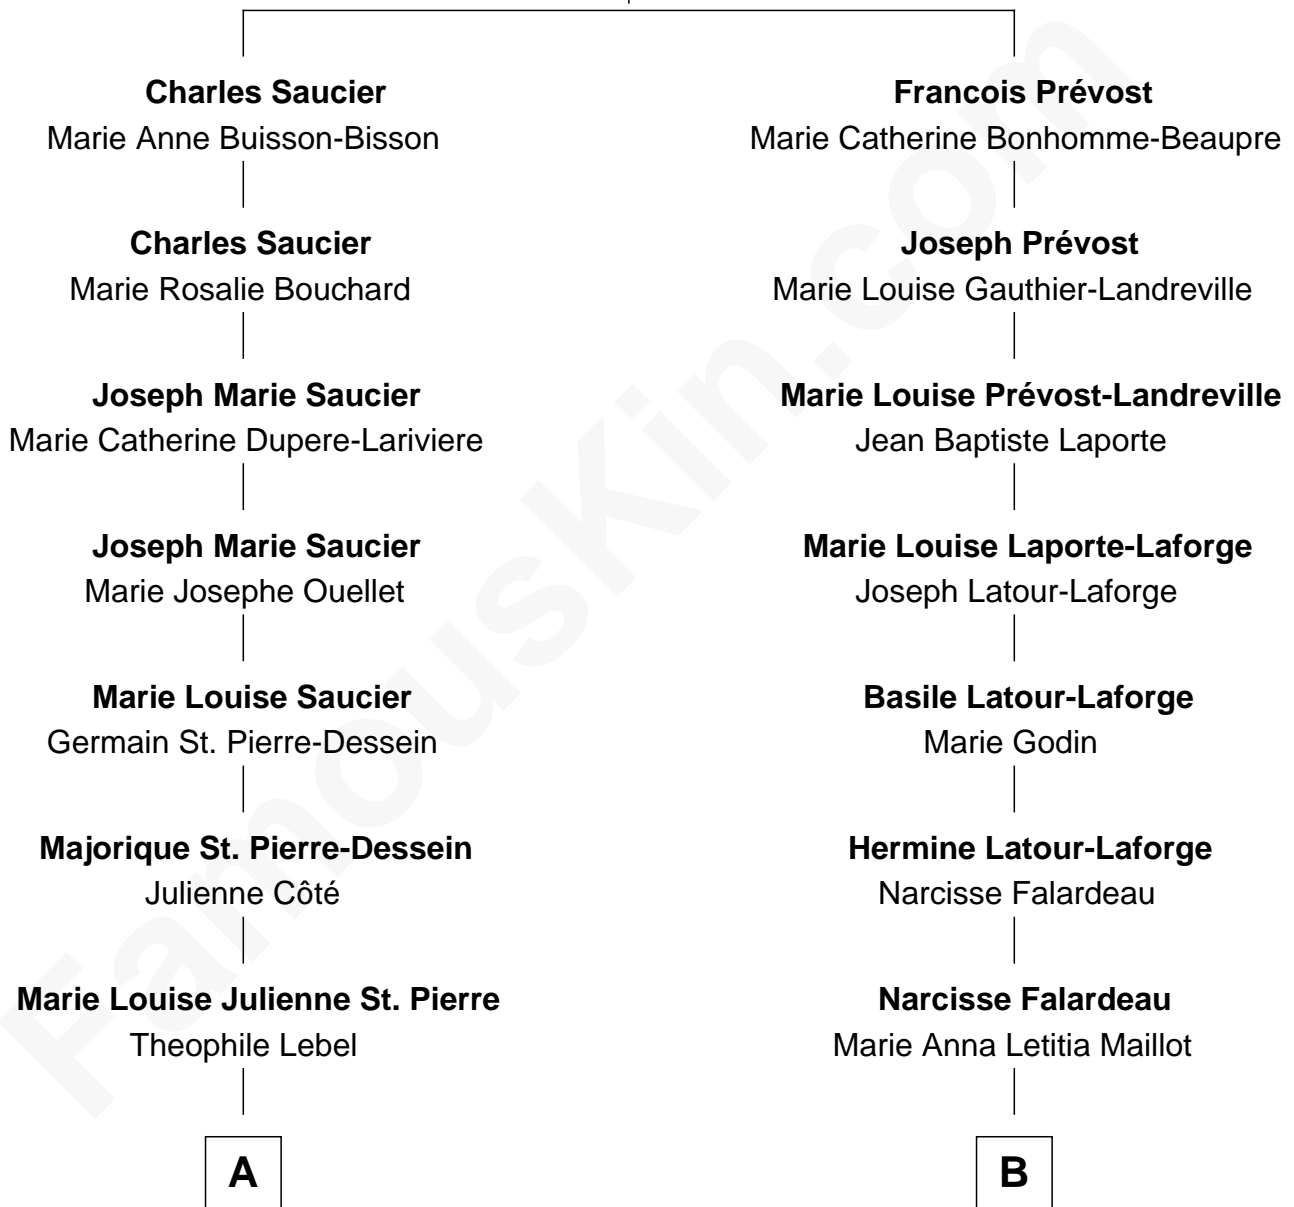 Charles Saucier
Marie Anne Buisson-Bisson
Charles Saucier
Marie Rosalie Bouchard
Joseph Marie Saucier
Marie Catherine Dupere-Lariviere
Joseph Marie Saucier
Marie Josephe Ouellet
Marie Louise Saucier
Germain St. Pierre-Dessein
Majorique St. Pierre-Dessein
Julienne Côté
Marie Louise Julienne St. Pierre
Theophile Lebel
A
Francois Prévost
Marie Catherine Bonhomme-Beaupre
Joseph Prévost
Marie Louise Gauthier-Landreville
Marie Louise Prévost-Landreville
Jean Baptiste Laporte
Marie Louise Laporte-Laforge
Joseph Latour-Laforge
Basile Latour-Laforge
Marie Godin
Hermine Latour-Laforge
Narcisse Falardeau
Narcisse Falardeau
Marie Anna Letitia Maillot
B
FamousKin.com